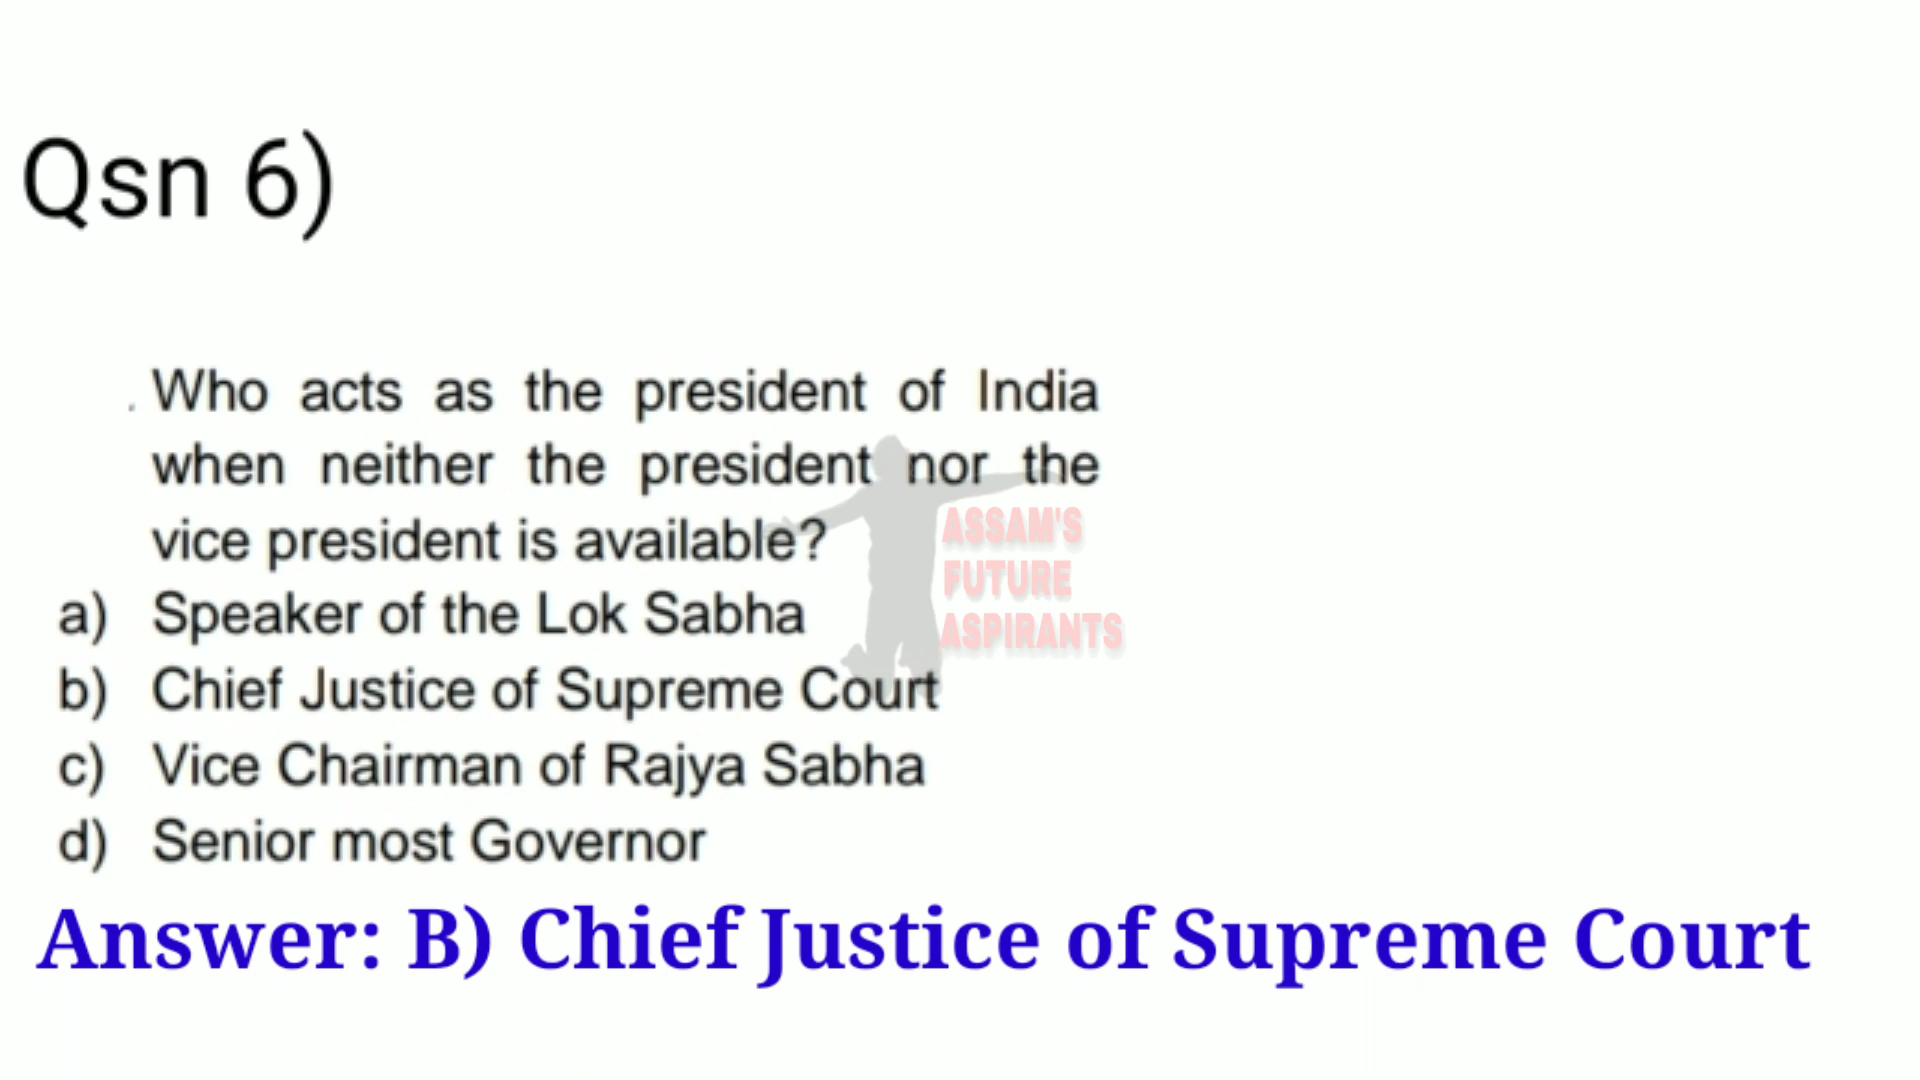 Qsn 6)
. Who acts as the president of India
when neither the president nor the
vice president is available?
a) Speaker of the Lok Sabha
b) Chief Justice of Supreme Court
c) Vice Chairman of Rajya Sabha
d) Senior most Governor
ASSAM'S
FUTURE
ASPIRANTS
Answer: B) Chief Justice of Supreme Court